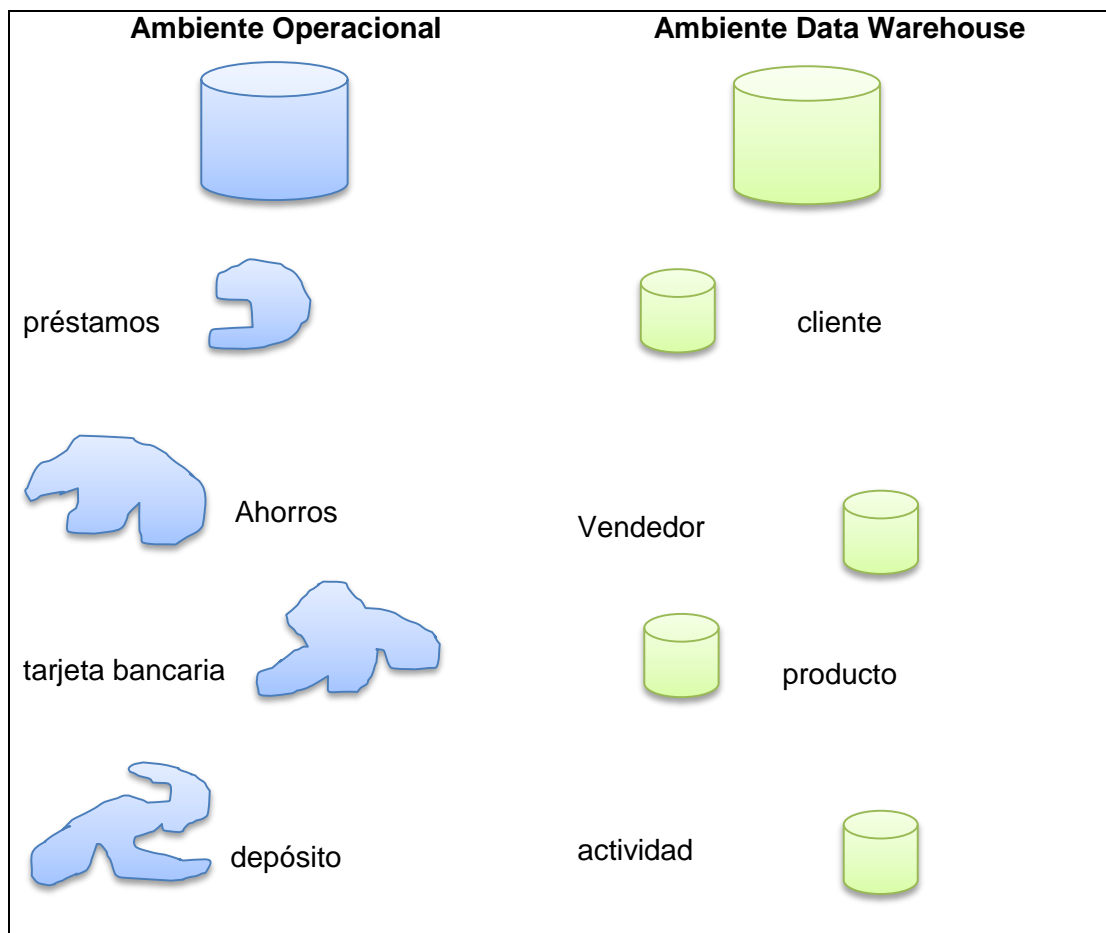 Ambiente Operacional
Ambiente Data Warehouse
préstamos
cliente
Ahorros
Vendedor
tarjeta bancaria
producto
depósito
actividad